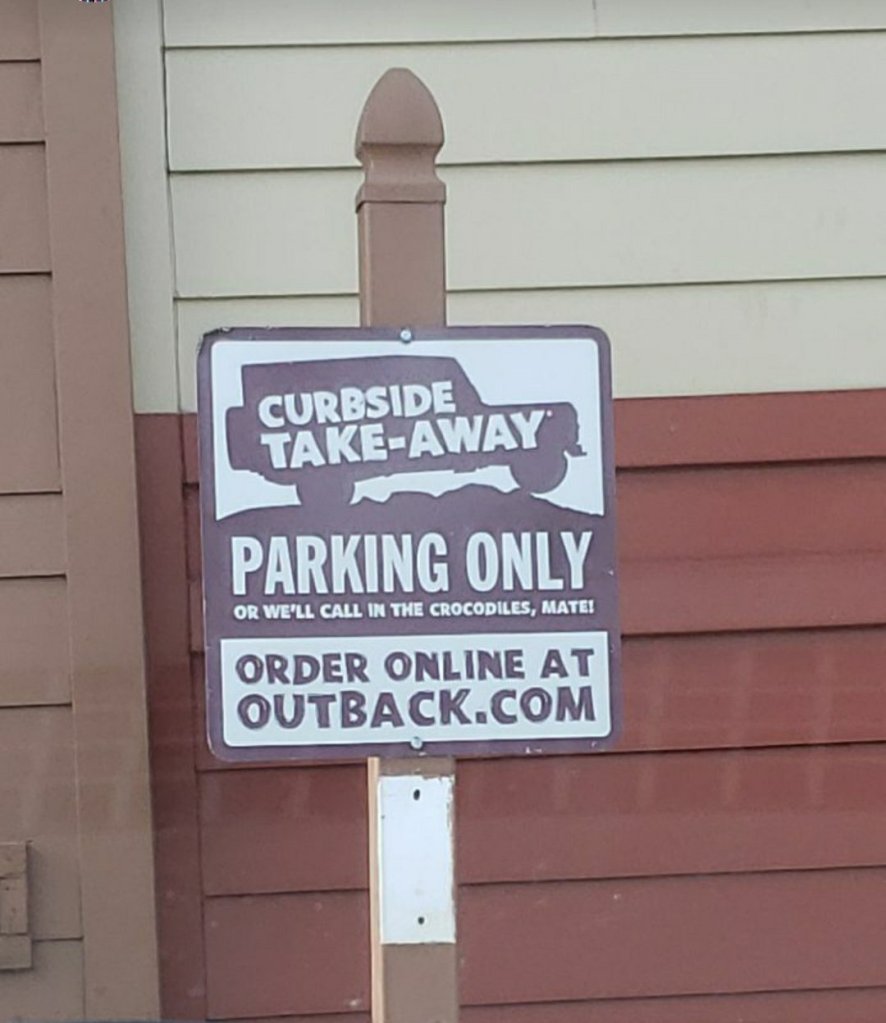 CURBSIDE
TAKE-AWAY
PARKING ONLY
OR WE'LL CALL IN THE CROCODILES, MATE!
ORDER ONLINE AT
OUTBACK.COM